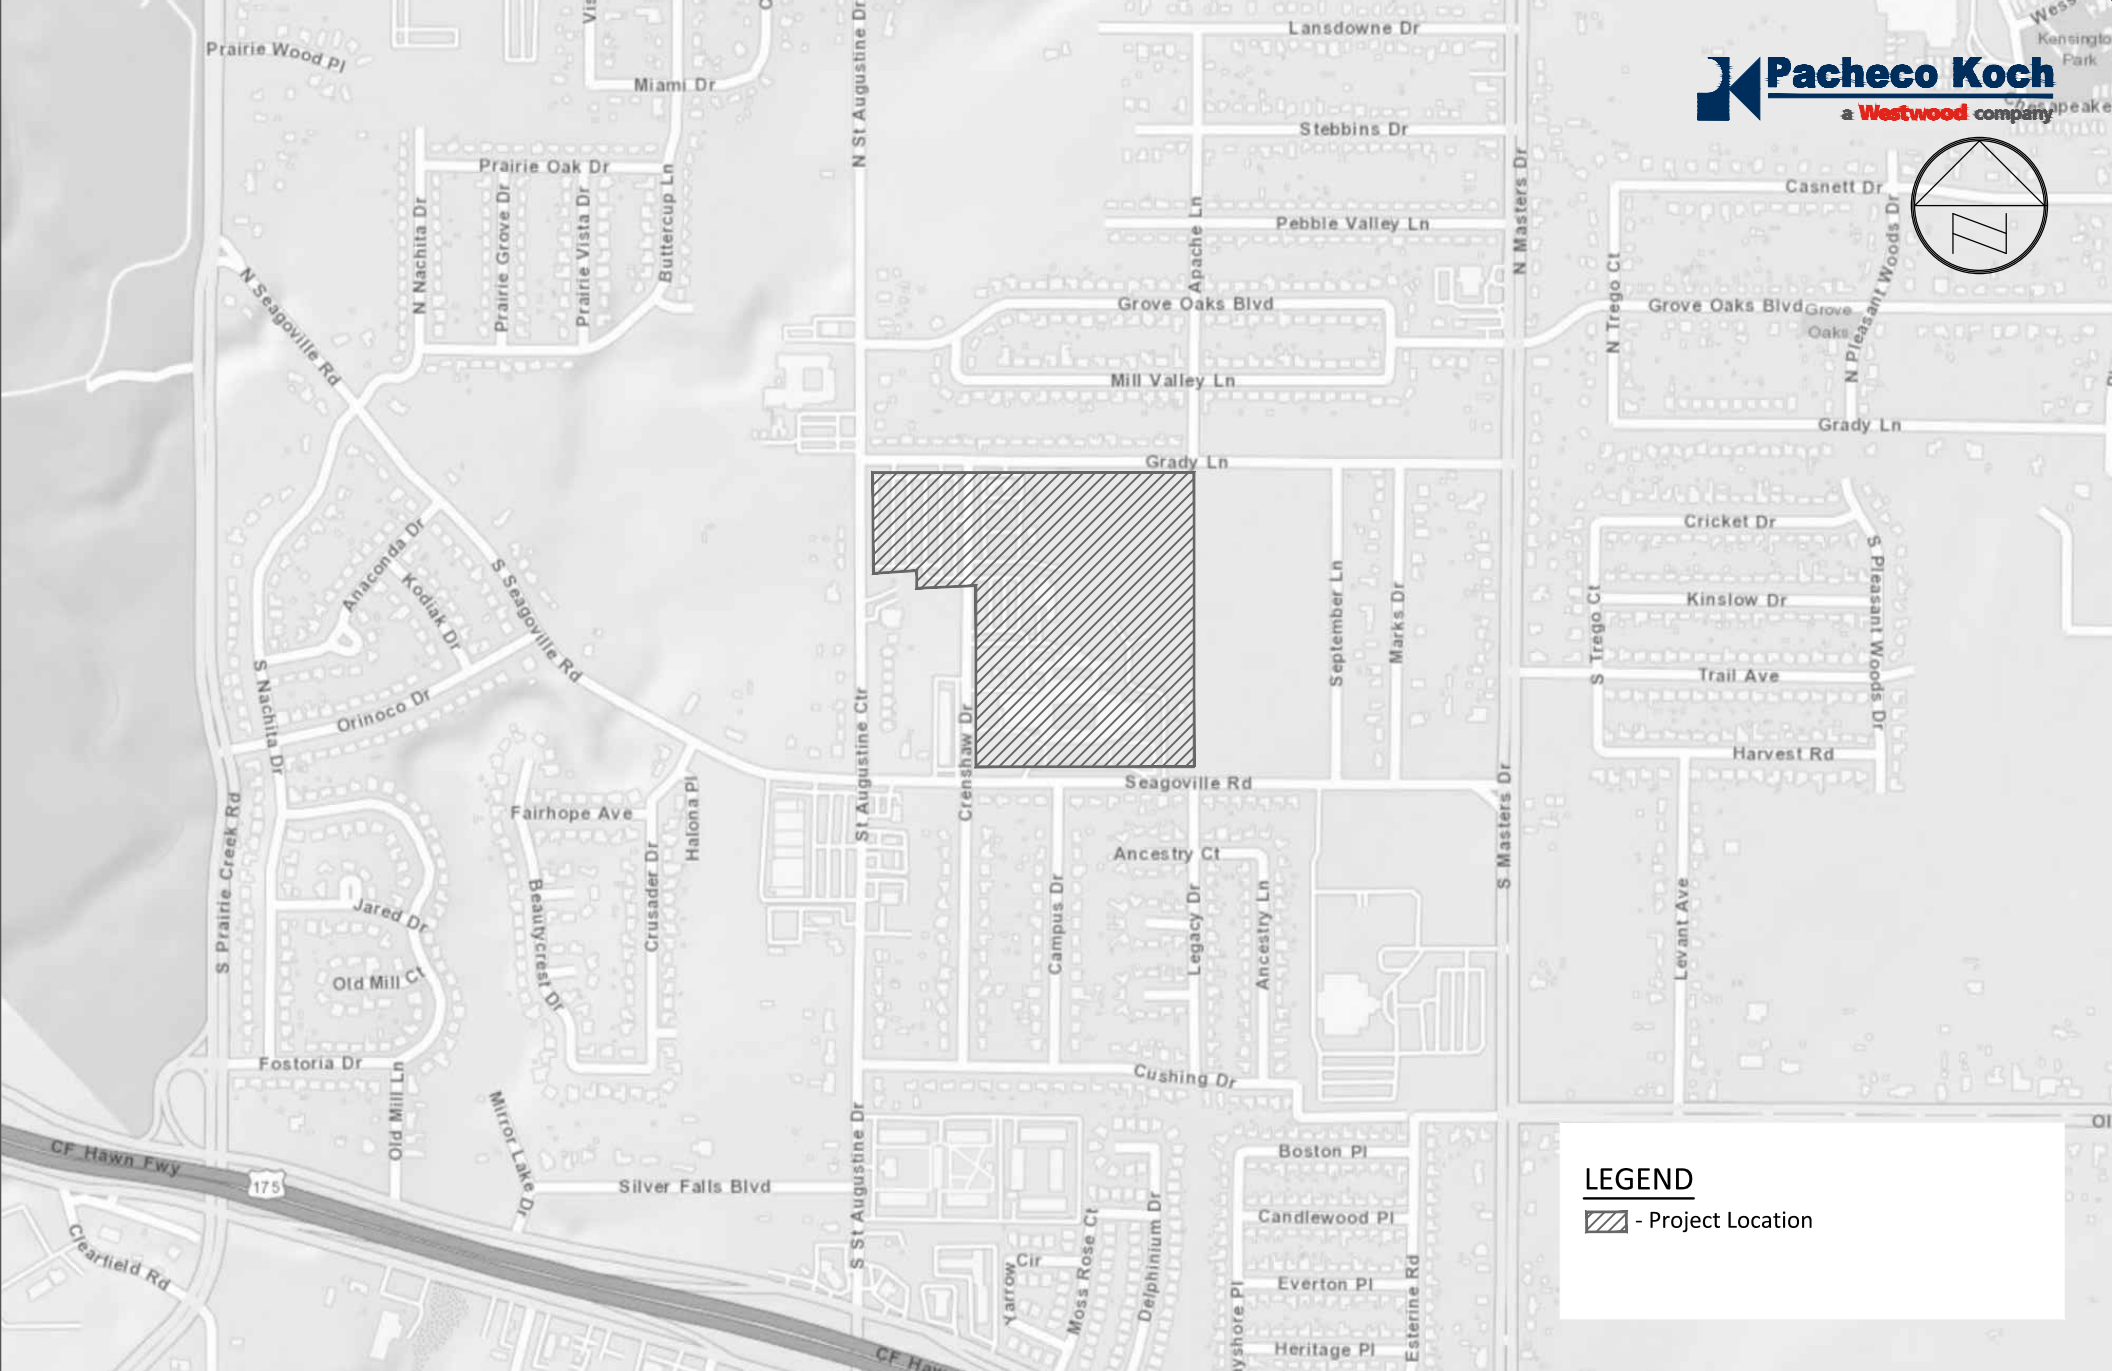 Lansdowne Dr
Prairie Wood Pl
Miami Dr
N St Augustine Dr
Kensington
Park
Pacheco Koch
a Westwood company
Stebbins Dr
Prairie Oak Dr
N Masters Dr
Casnett Dr
N Nachita Dr
Prairie Grove Dr
Prairie Vista Dr
Buttercup Ln
Apache Ln
Pebble Valley Ln
N Seagoville Rd
Grove Oaks Blvd
N Trego Ct
Grove Oaks Blvd
Grove
Oaks
N Pleasant Woods Dr
Mill Valley Ln
Grady Ln
Grady Ln
Anaconda Dr
Kodiak Dr
S Seagoville Rd
September Ln
Marks Dr
Cricket Dr
S Pleasant Woods Dr
Kinslow Dr
S Trego Ct
Trail Ave
S Nachita Dr
Orinoco Dr
St Augustine Ctr
Crenshaw Dr
Harvest Rd
Seagoville Rd
S Prairie Creek Rd
Fairhope Ave
Halona Pl
Crusader Dr
Beautycrest Dr
Ancestry Ct
S Masters Dr
Jared Dr
Campus Dr
Legacy Dr
Ancestry Ln
Levant Ave
Old Mill Ct
Fostoria Dr
Old Mill Ln
Cushing Dr
Mirror Lake Dr
CF Hawn Fwy
175
S St Augustine Dr
Silver Falls Blvd
Boston Pl
LEGEND
- Project Location
Candlewood Pl
Clearfield Rd
Yarrow
Cir
Moss Rose Ct
Delphinium Dr
Everton Pl
Esterine Rd
Heritage Pl